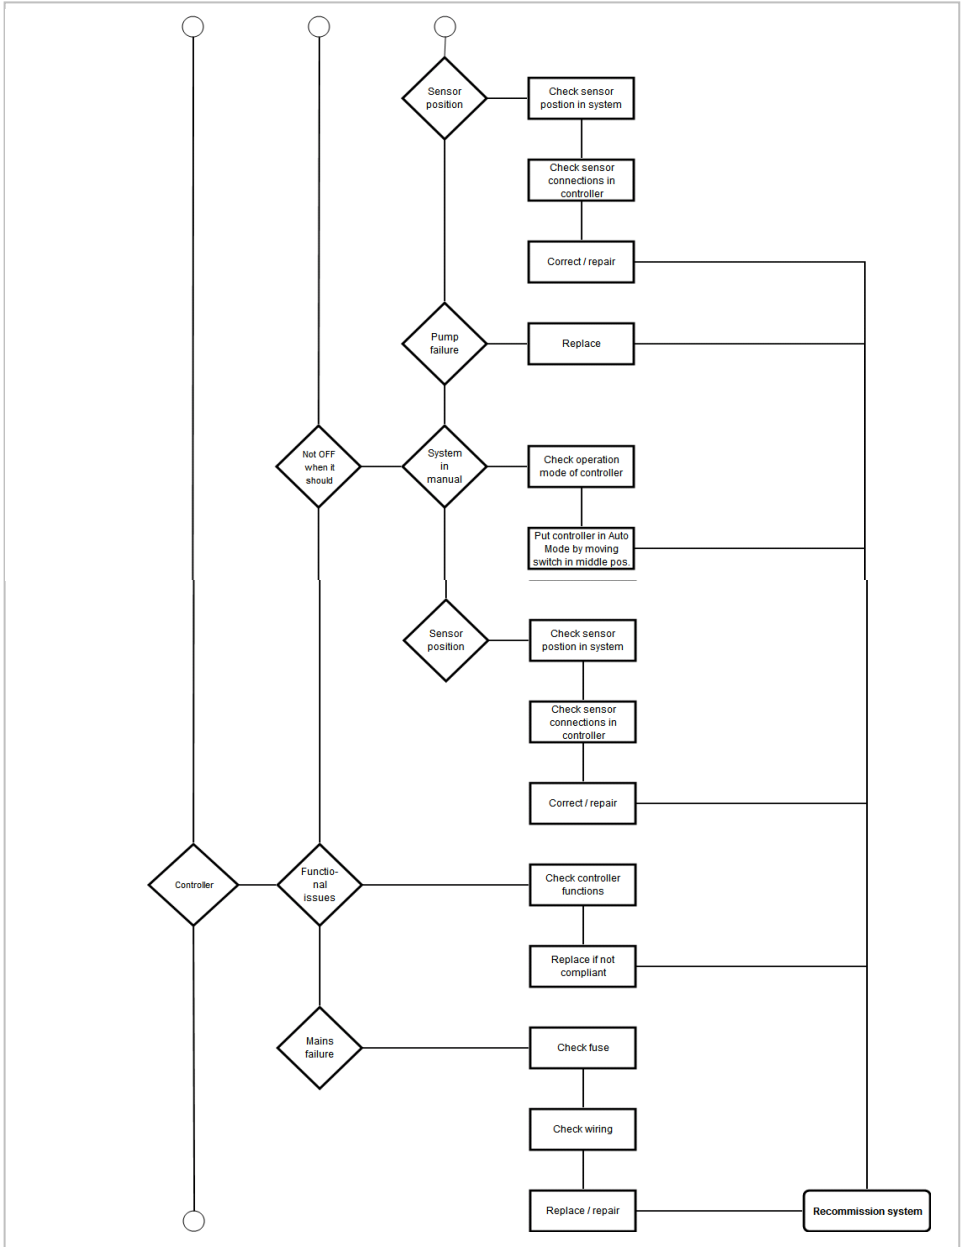 Sensor
position
Check sensor
postion in system
Check sensor
connections in
controller
Correct / repair
Pump
failure
Replace
Not OFF
when it
should
System
in
manual
Check operation
mode of controller
Put controller in Auto
Mode by moving
switch in middle pos.
Sensor
position
Check sensor
postion in system
Check sensor
connections in
controller
Correct / repair
Controller
Functio-
nal
issues
Check controller
functions
Replace if not
compliant
Mains
failure
Check fuse
Check wiring
Replace / repair
Recommission system